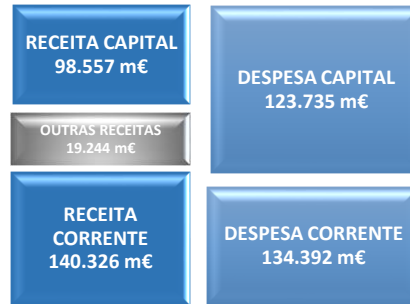 RECEITA CAPITAL
98.557 m€
OUTRAS RECEITAS
19.244 m€
RECEITA
CORRENTE
140.326 m€
DESPESA CAPITAL
123.735 m€
DESPESA CORRENTE
134.392 m€